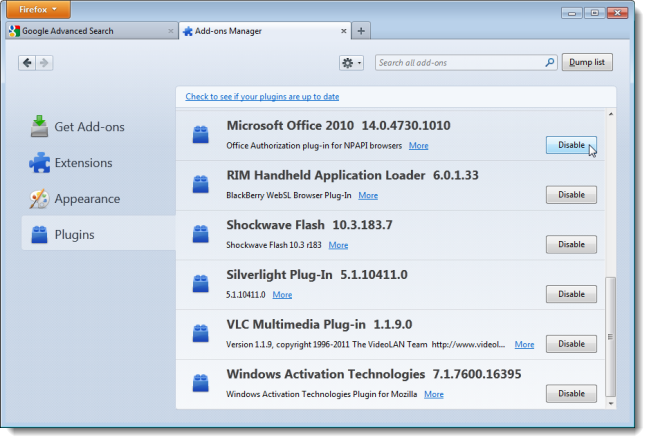 Firefox
Google Advanced Search
Add-ons Manager
Search all add-ons
Dump list
Check to see if your plugins are up to date
Get Add-ons
Extensions
Appearance
Plugins
Microsoft Office 2010 14.0.4730.1010
Office Authorization plug-in for NPAPI browsers More
Disable
RIM Handheld Application Loader 6.0.1.33
BlackBerry WebSL Browser Plug-In More
Disable
Shockwave Flash 10.3.183.7
Shockwave Flash 10.3 r183 More
Disable
Silverlight Plug-In 5.1.10411.0
5.1.10411.0 More
Disable
VLC Multimedia Plug-in 1.1.9.0
Version 1.1.9, copyright 1996-2011 The VideoLAN Team http://www.videol... More
Disable
Windows Activation Technologies 7.1.7600.16395
Windows Activation Technologies Plugin for Mozilla More
Disable